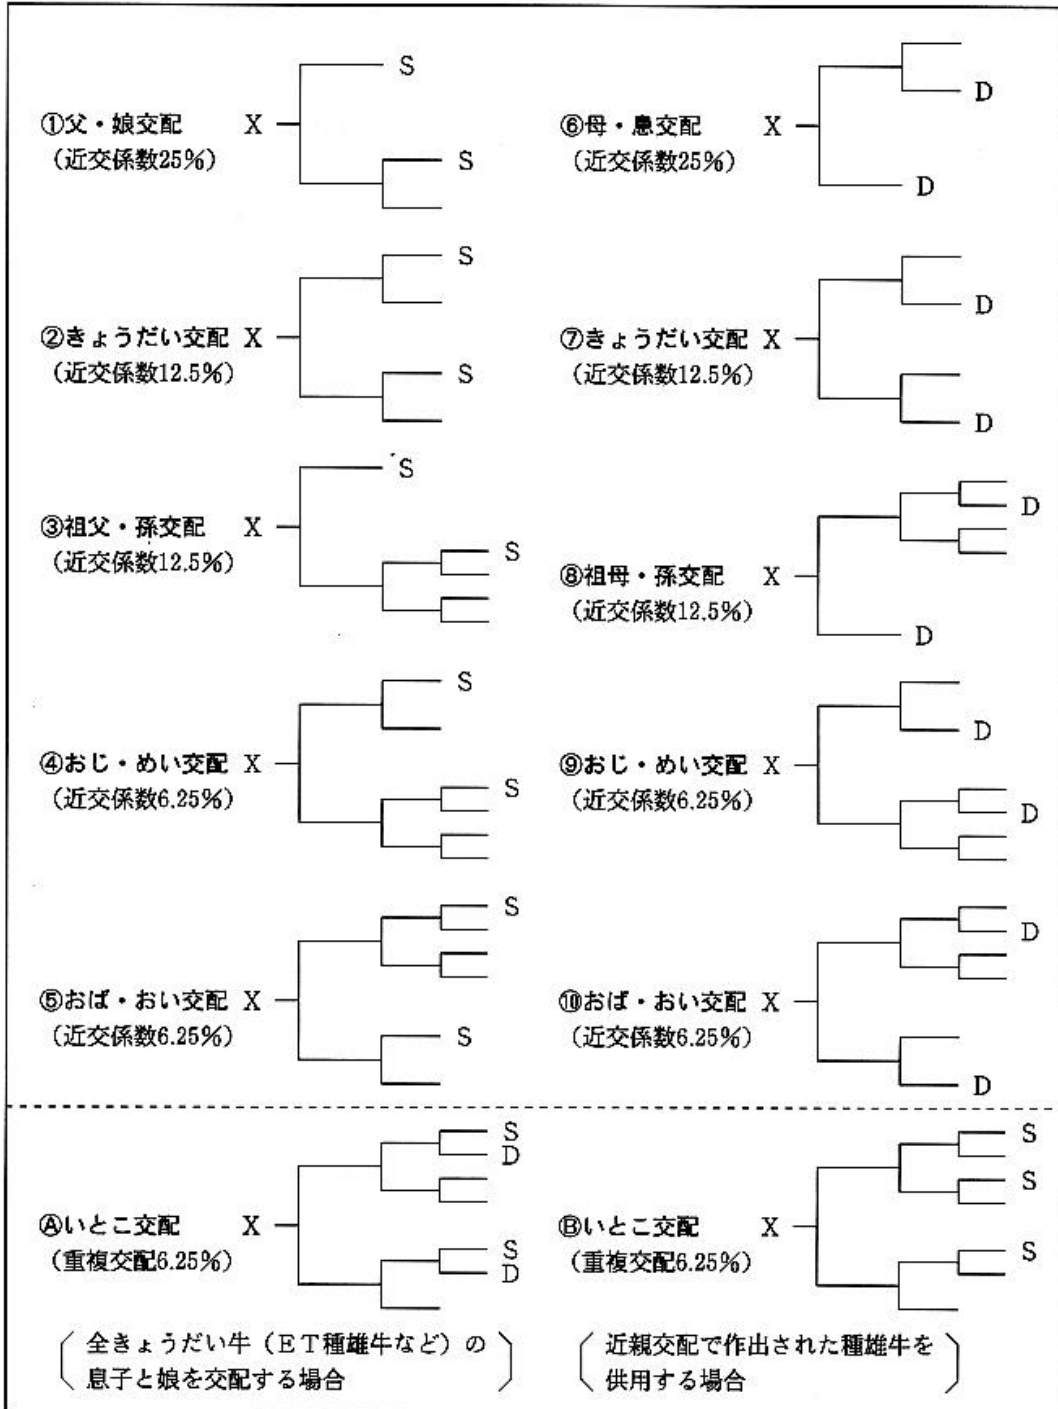 S
①父・娘交配 X
(近交係数25%)
S
D
⑥母・息交配 X
(近交係数25%)
D
S
②きょうだい交配 X
(近交係数12.5%)
S
D
⑦きょうだい交配 X
(近交係数12.5%)
D
S
③祖父・孫交配 X
(近交係数12.5%)
S
D
⑧祖母・孫交配 X
(近交係数12.5%)
D
S
④おじ・めい交配 X
(近交係数6.25%)
S
D
⑨おじ・めい交配 X
(近交係数6.25%)
D
S
⑤おば・おい交配 X
(近交係数6.25%)
S
D
⑩おば・おい交配 X
(近交係数6.25%)
D
S
D
Ⓐいとこ交配 X
(重複交配6.25%)
S
D
全きょうだい牛(ET種雄牛など)の
息子と娘を交配する場合
S
S
Ⓑいとこ交配 X
(重複交配6.25%)
S
近親交配で作出された種雄牛を
供用する場合